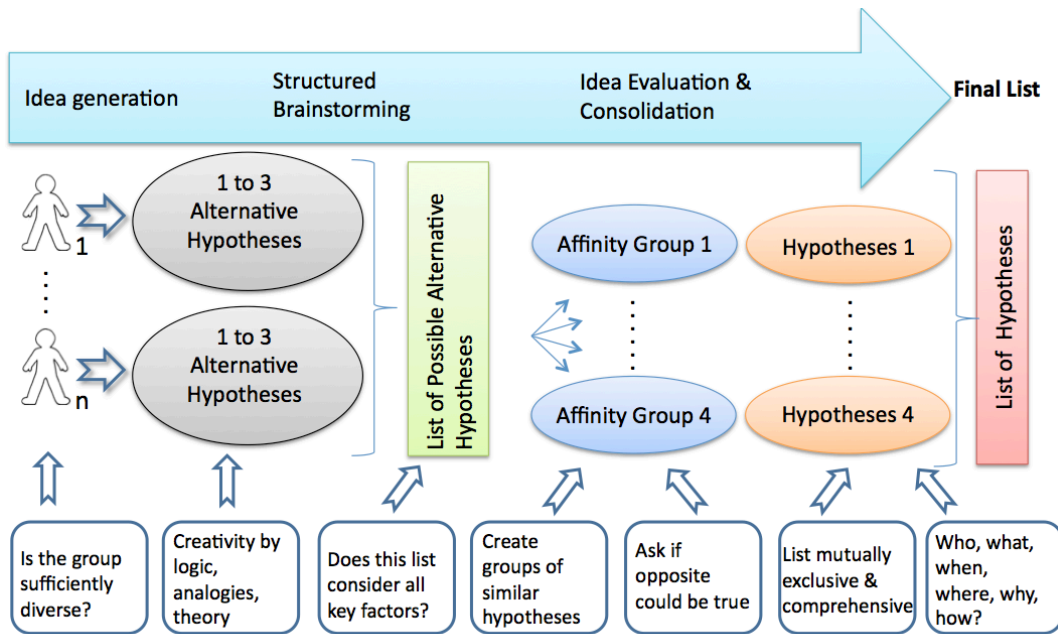 Idea generation
Structured
Brainstorming
Idea Evaluation &
Consolidation
Final List
1
n
1 to 3
Alternative
Hypotheses
1 to 3
Alternative
Hypotheses
List of Possible Alternative
Hypotheses
Affinity Group 1
Affinity Group 4
Hypotheses 1
Hypotheses 4
List of Hypotheses
Is the group
sufficiently
diverse?
Creativity by
logic,
analogies,
theory
Does this list
consider all
key factors?
Create
groups of
similar
hypotheses
Ask if
opposite
could be true
List mutually
exclusive &
comprehensive
Who, what,
when,
where, why,
how?